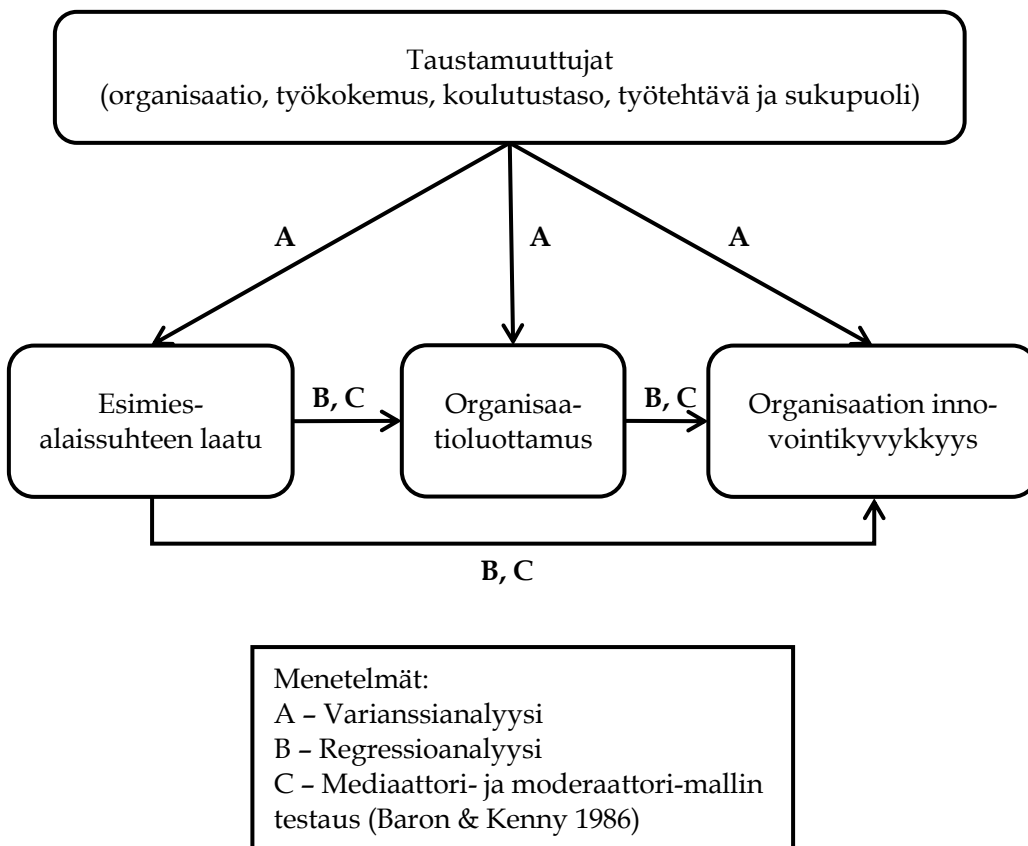 Taustamuuttujat
(organisaatio, työkokemus, koulutustaso, työtehtävä ja sukupuoli)
A
A
A
Esimies-
alaissuhteen laatu
B, C
Organisaa-
tioluottamus
B, C
Organisaation inno-
vointikyvykkyys
B, C
Menetelmät:
A – Varianssianalyysi
B – Regressioanalyysi
C – Mediaattori- ja moderaattori-mallin
testaus (Baron & Kenny 1986)